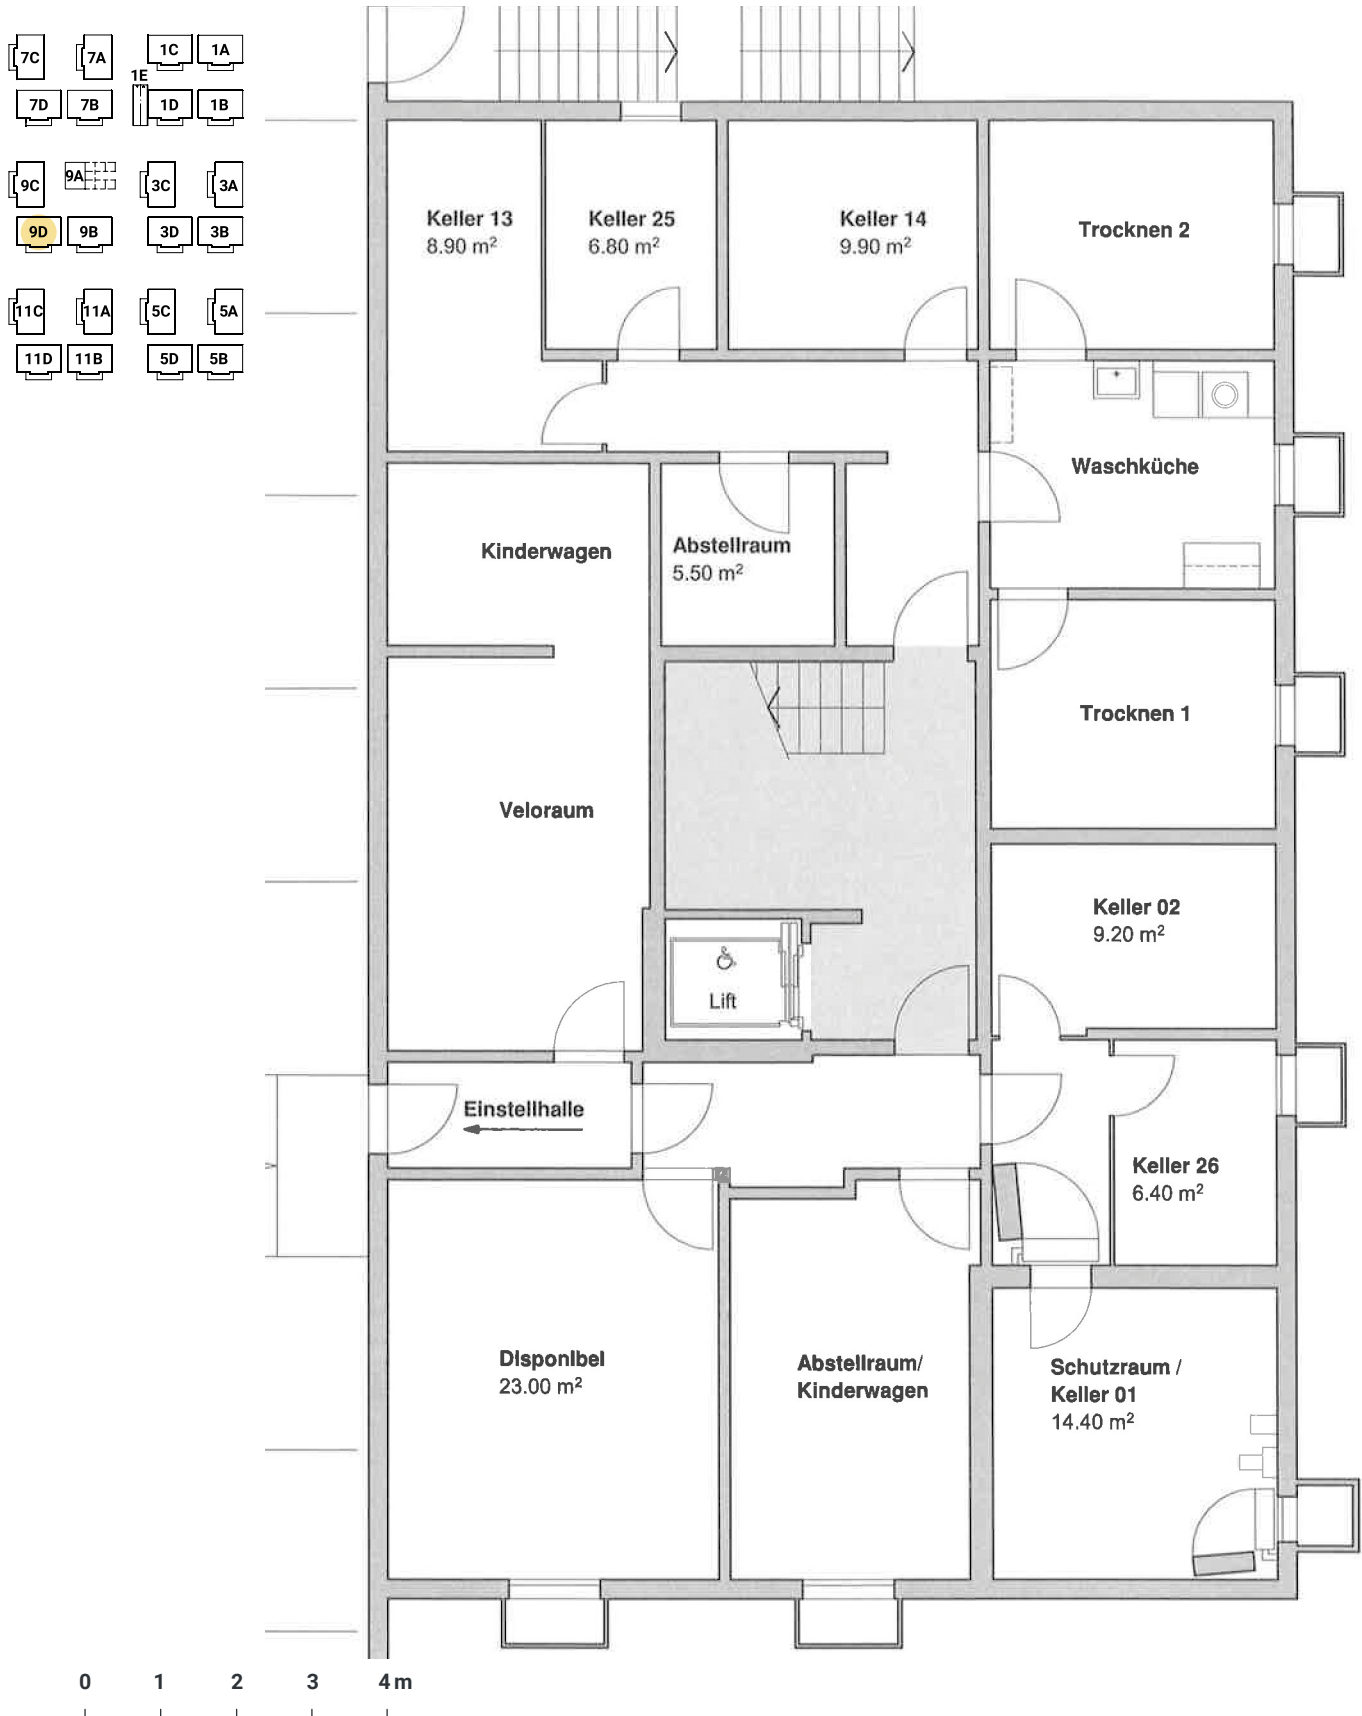 7C
7A
1C
1A
1E
7D
7B
1D
1B
9C
9A
3C
3A
9D
9B
3D
3B
11C
11A
5C
5A
11D
11B
5D
5B
Keller 13
8.90 m²
Keller 25
6.80 m²
Keller 14
9.90 m²
Trocknen 2
Waschküche
Kinderwagen
Abstellraum
5.50 m²
Trocknen 1
Veloraum
Keller 02
9.20 m²
Lift
Einstellhalle
Keller 26
6.40 m²
Disponibel
23.00 m²
Abstellraum/
Kinderwagen
Schutzraum /
Keller 01
14.40 m²
0 1 2 3 4 m